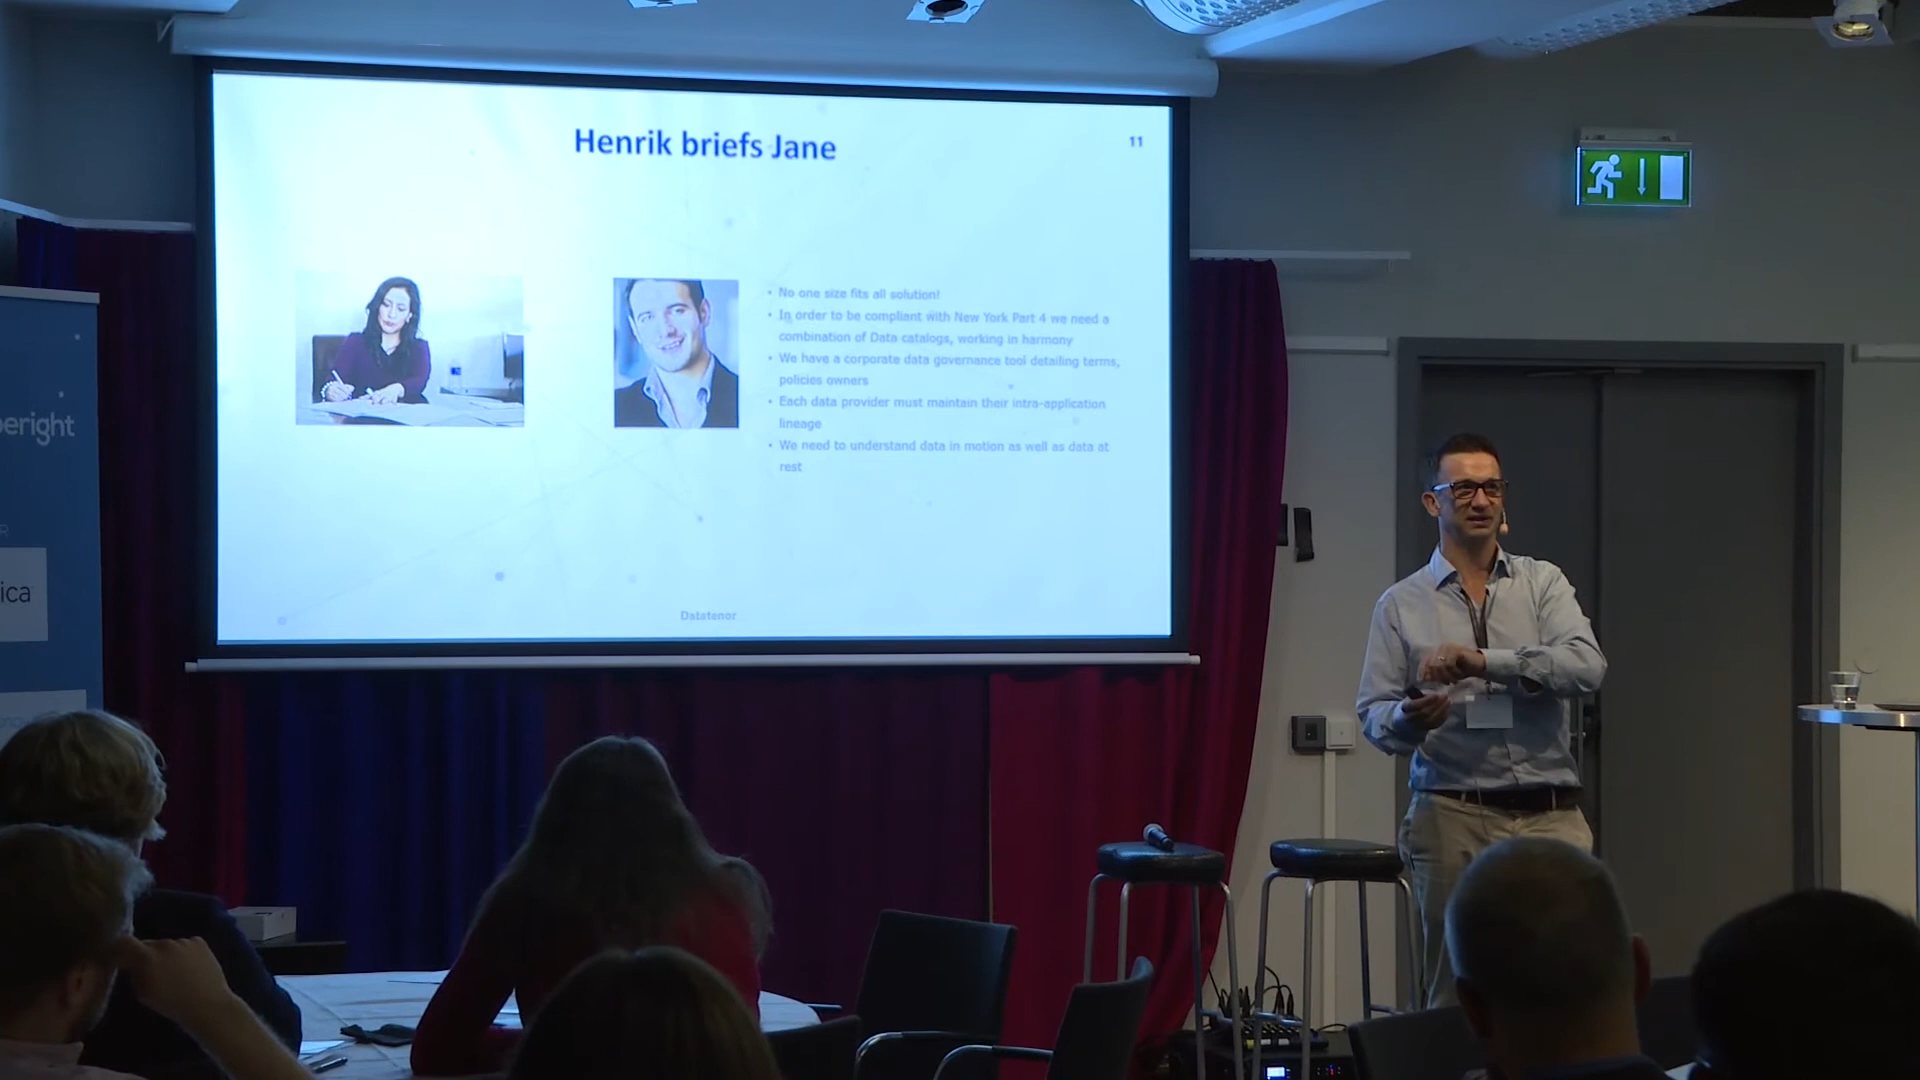 Henrik briefs Jane
11
• No one size fits all solution!
• In order to be compliant with New York Part 4 we need a
combination of Data catalogs, working in harmony
• We have a corporate data governance tool detailing terms,
policies owners
• Each data provider must maintain their intra-application
lineage
• We need to understand data in motion as well as data at
rest
Datatenor
eright
ica